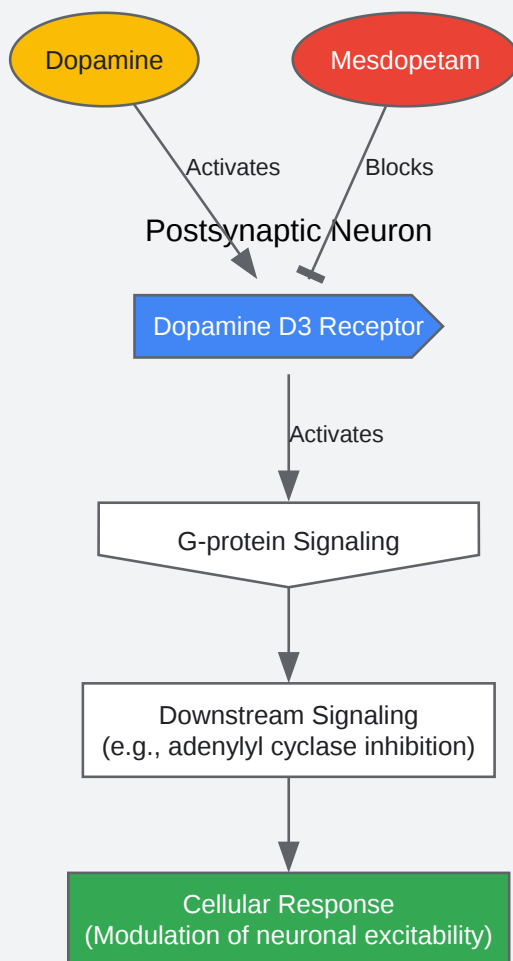 Dopamine
Mesdopetam
Activates
Blocks
Postsynaptic Neuron
Dopamine D3 Receptor
Activates
G-protein Signaling
Downstream Signaling
(e.g., adenylyl cyclase inhibition)
Cellular Response
(Modulation of neuronal excitability)